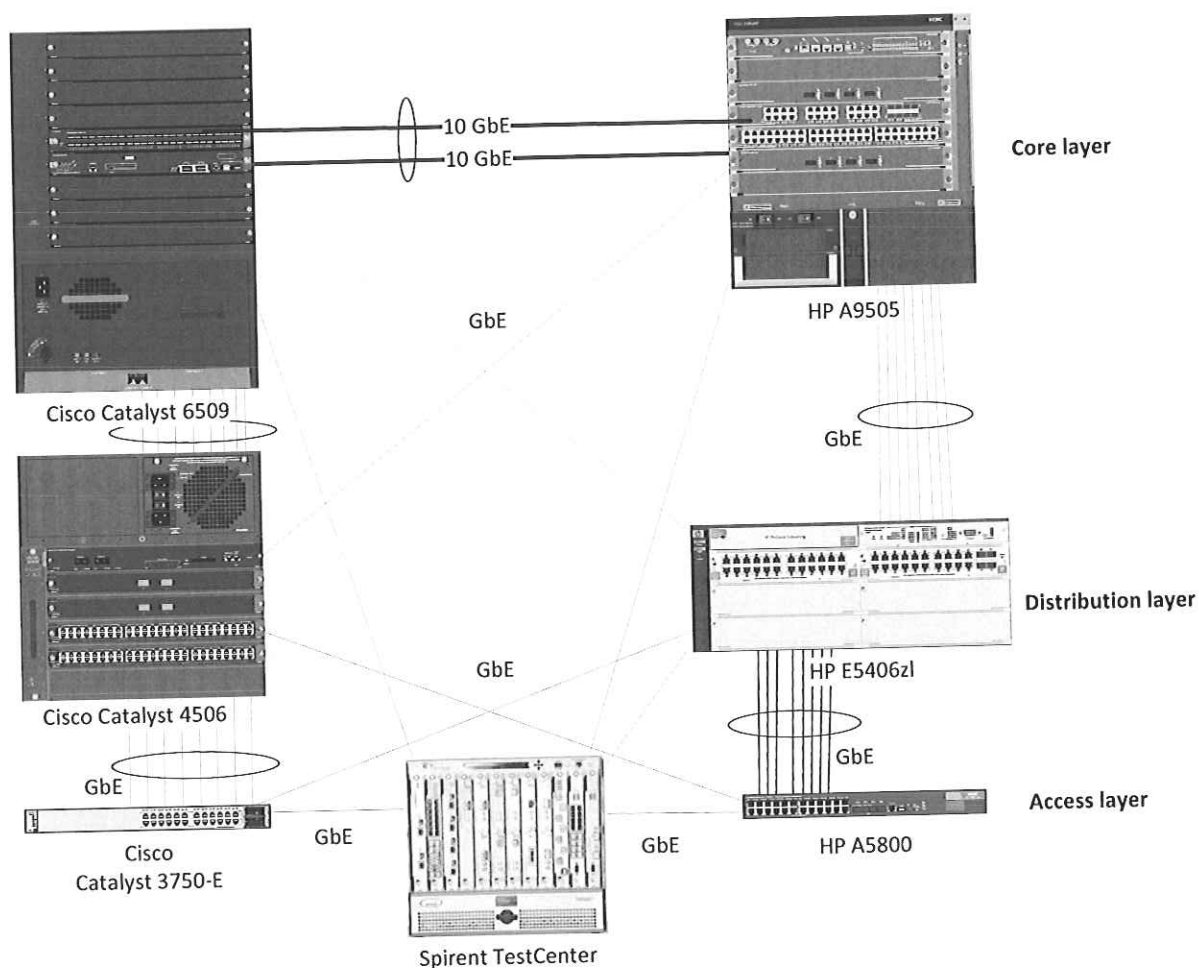 10 GbE
10 GbE
Core layer
GbE
HP A9505
Cisco Catalyst 6509
GbE
Distribution layer
GbE
HP E5406zl
Cisco Catalyst 4506
GbE
GbE
Access layer
GbE
GbE
HP A5800
Cisco
Catalyst 3750-E
Spirent TestCenter